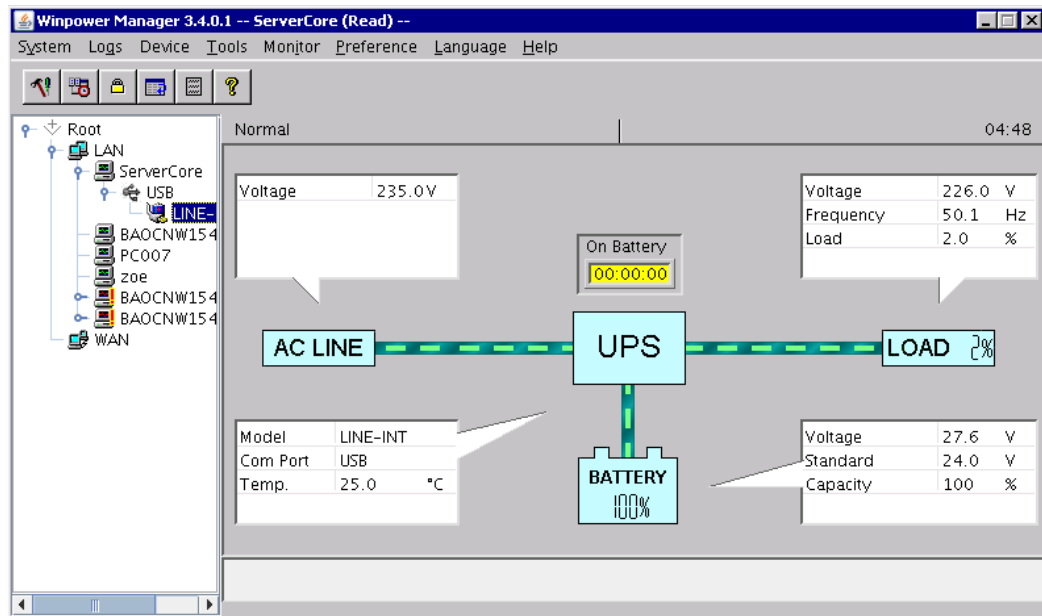 Winpower Manager 3.4.0.1 -- ServerCore (Read) --
System Logs Device Tools Monitor Preference Language Help
Root
LAN
ServerCore
USB
LINE-
BAOCNW154
PC007
zoe
BAOCNW154
BAOCNW154
WAN
Normal 04:48
Voltage 235.0 V
Voltage 226.0 V
Frequency 50.1 Hz
Load 2.0 %
On Battery
00:00:00
AC LINE
UPS
LOAD 2%
Model LINE-INT
Com Port USB
Temp. 25.0 °C
BATTERY
100%
Voltage 27.6 V
Standard 24.0 V
Capacity 100 %